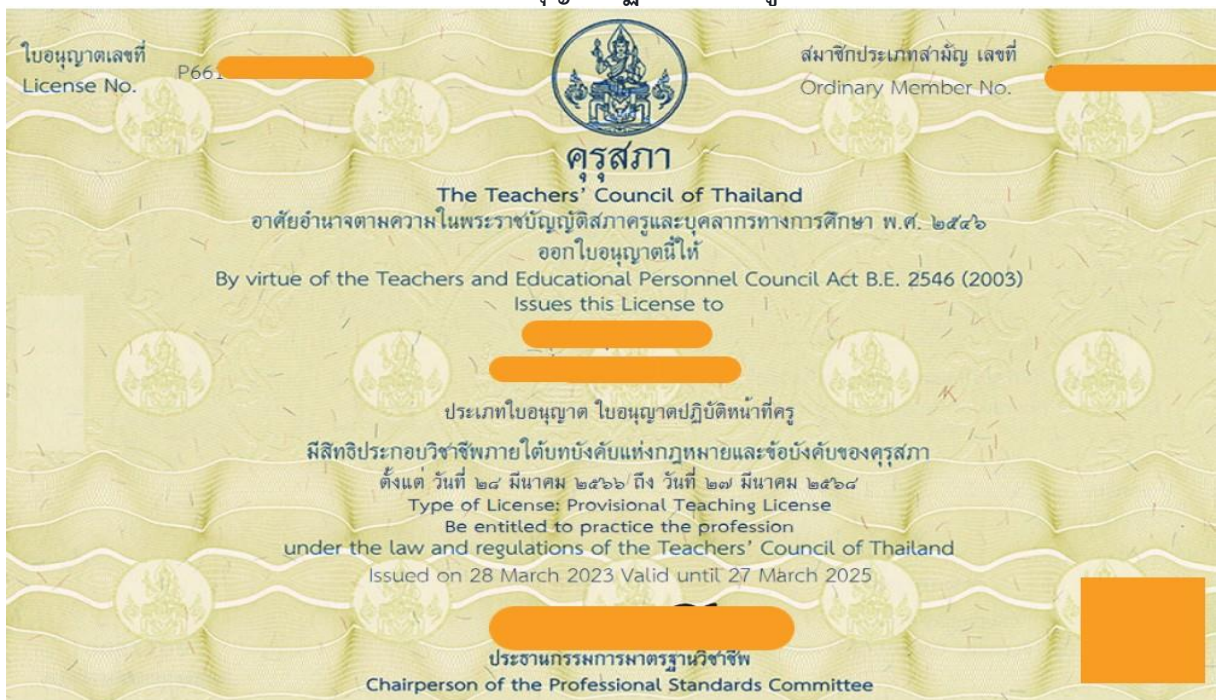 ใบอนุญาตเลขที่
License No.
P661
สมาชิกประเภทสามัญ เลขที่
Ordinary Member No.
คุรุสภา
The Teachers' Council of Thailand
อาศัยอำนาจตามความในพระราชบัญญัติสภาครูและบุคลากรทางการศึกษา พ.ศ. ๒๕๔๖
ออกใบอนุญาตนี้ให้
By virtue of the Teachers and Educational Personnel Council Act B.E. 2546 (2003)
Issues this License to
ประเภทใบอนุญาต ใบอนุญาตปฏิบัติหน้าที่ครู
มีสิทธิประกอบวิชาชีพภายใต้บทบังคับแห่งกฎหมายและข้อบังคับของคุรุสภา
ตั้งแต่ วันที่ ๒๘ มีนาคม ๒๕๖๖ ถึง วันที่ ๒๗ มีนาคม ๒๕๖๘
Type of License: Provisional Teaching License
Be entitled to practice the profession
under the law and regulations of the Teachers' Council of Thailand
Issued on 28 March 2023 Valid until 27 March 2025
ประธานกรรมการมาตรฐานวิชาชีพ
Chairperson of the Professional Standards Committee